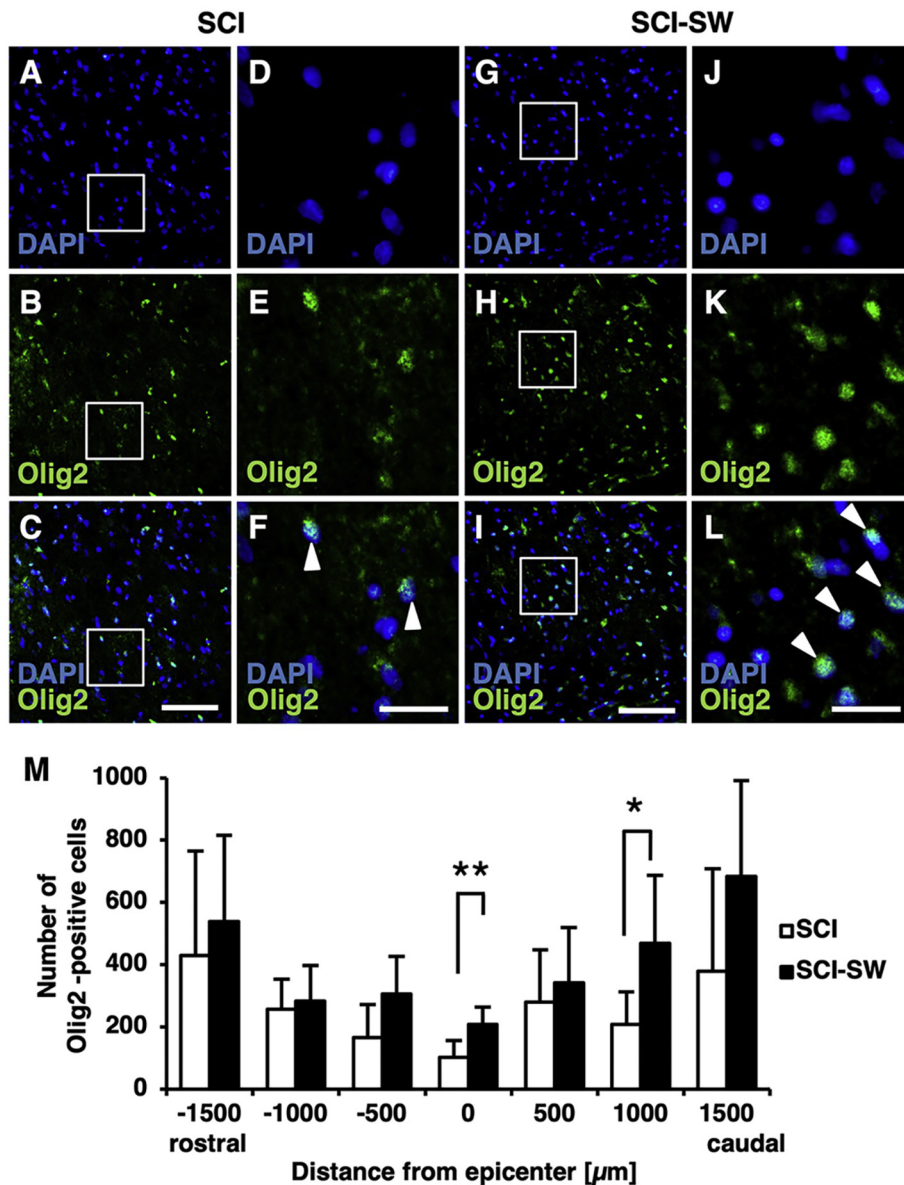 SCI SCI-SW
A D G J
DAPI DAPI DAPI DAPI
B E H K
Olig2 Olig2 Olig2 Olig2
C F I L
DAPI DAPI DAPI DAPI
Olig2 Olig2 Olig2 Olig2
M
Number of
Olig2 -positive cells
1000
800
600
400
200
0
**
*
SCI
SCI-SW
-1500 -1000 -500 0 500 1000 1500
rostral caudal
Distance from epicenter [µm]